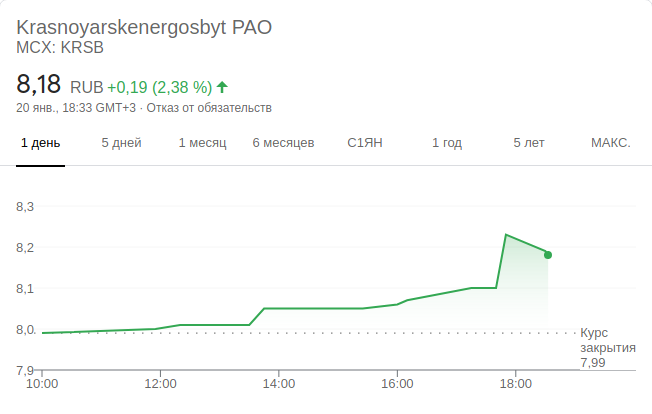 Krasnoyarskenergosbyt PAO
MCX: KRSB
8,18 RUB +0,19 (2,38 %)
20 янв., 18:33 GMT+3 · Отказ от обязательств
1 день 5 дней 1 месяц 6 месяцев С1ЯН 1 год 5 лет МАКС.
8,3
8,2
8,1
8,0
Курс
закрытия
7,99
7,9
10:00 12:00 14:00 16:00 18:00